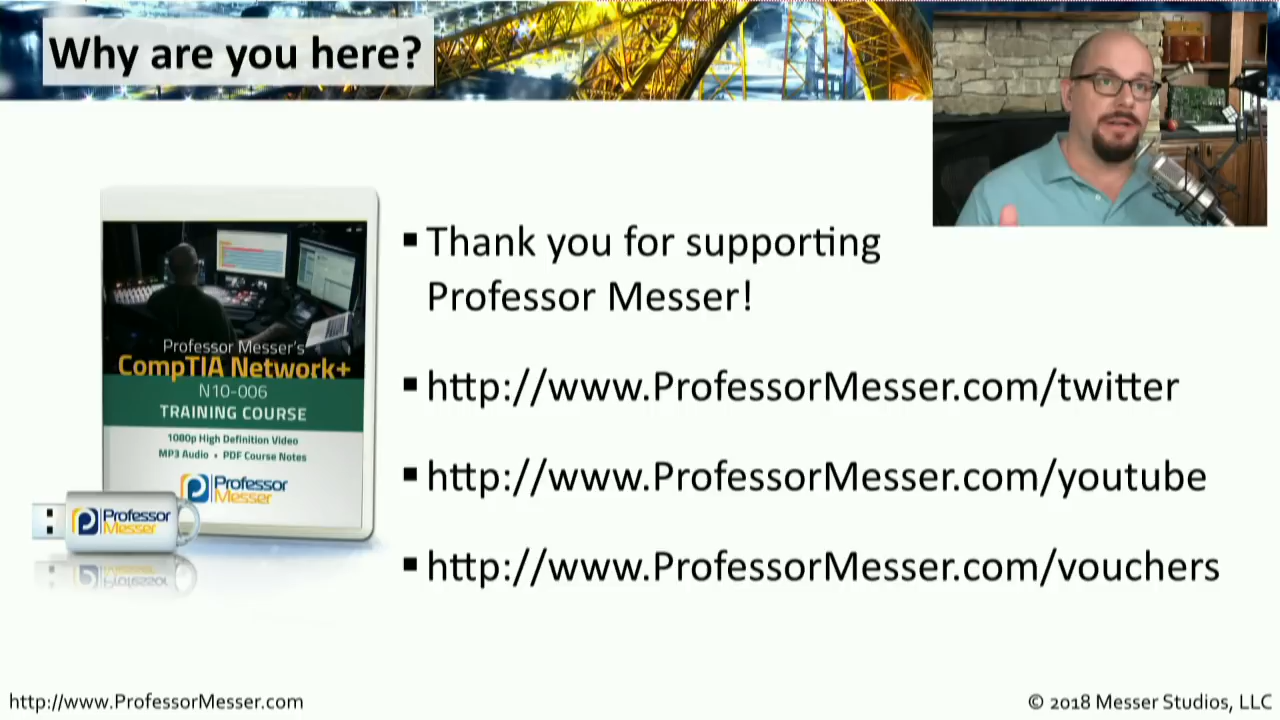 Why are you here?
Professor Messer's
CompTIA Network+
N10-006
TRAINING COURSE
1080p High Definition Video
MP3 Audio • PDF Course Notes
Professor
Messer
Professor
Messer
▪ Thank you for supporting
Professor Messer!
▪ http://www.ProfessorMesser.com/twitter
▪ http://www.ProfessorMesser.com/youtube
▪ http://www.ProfessorMesser.com/vouchers
http://www.ProfessorMesser.com
© 2018 Messer Studios, LLC